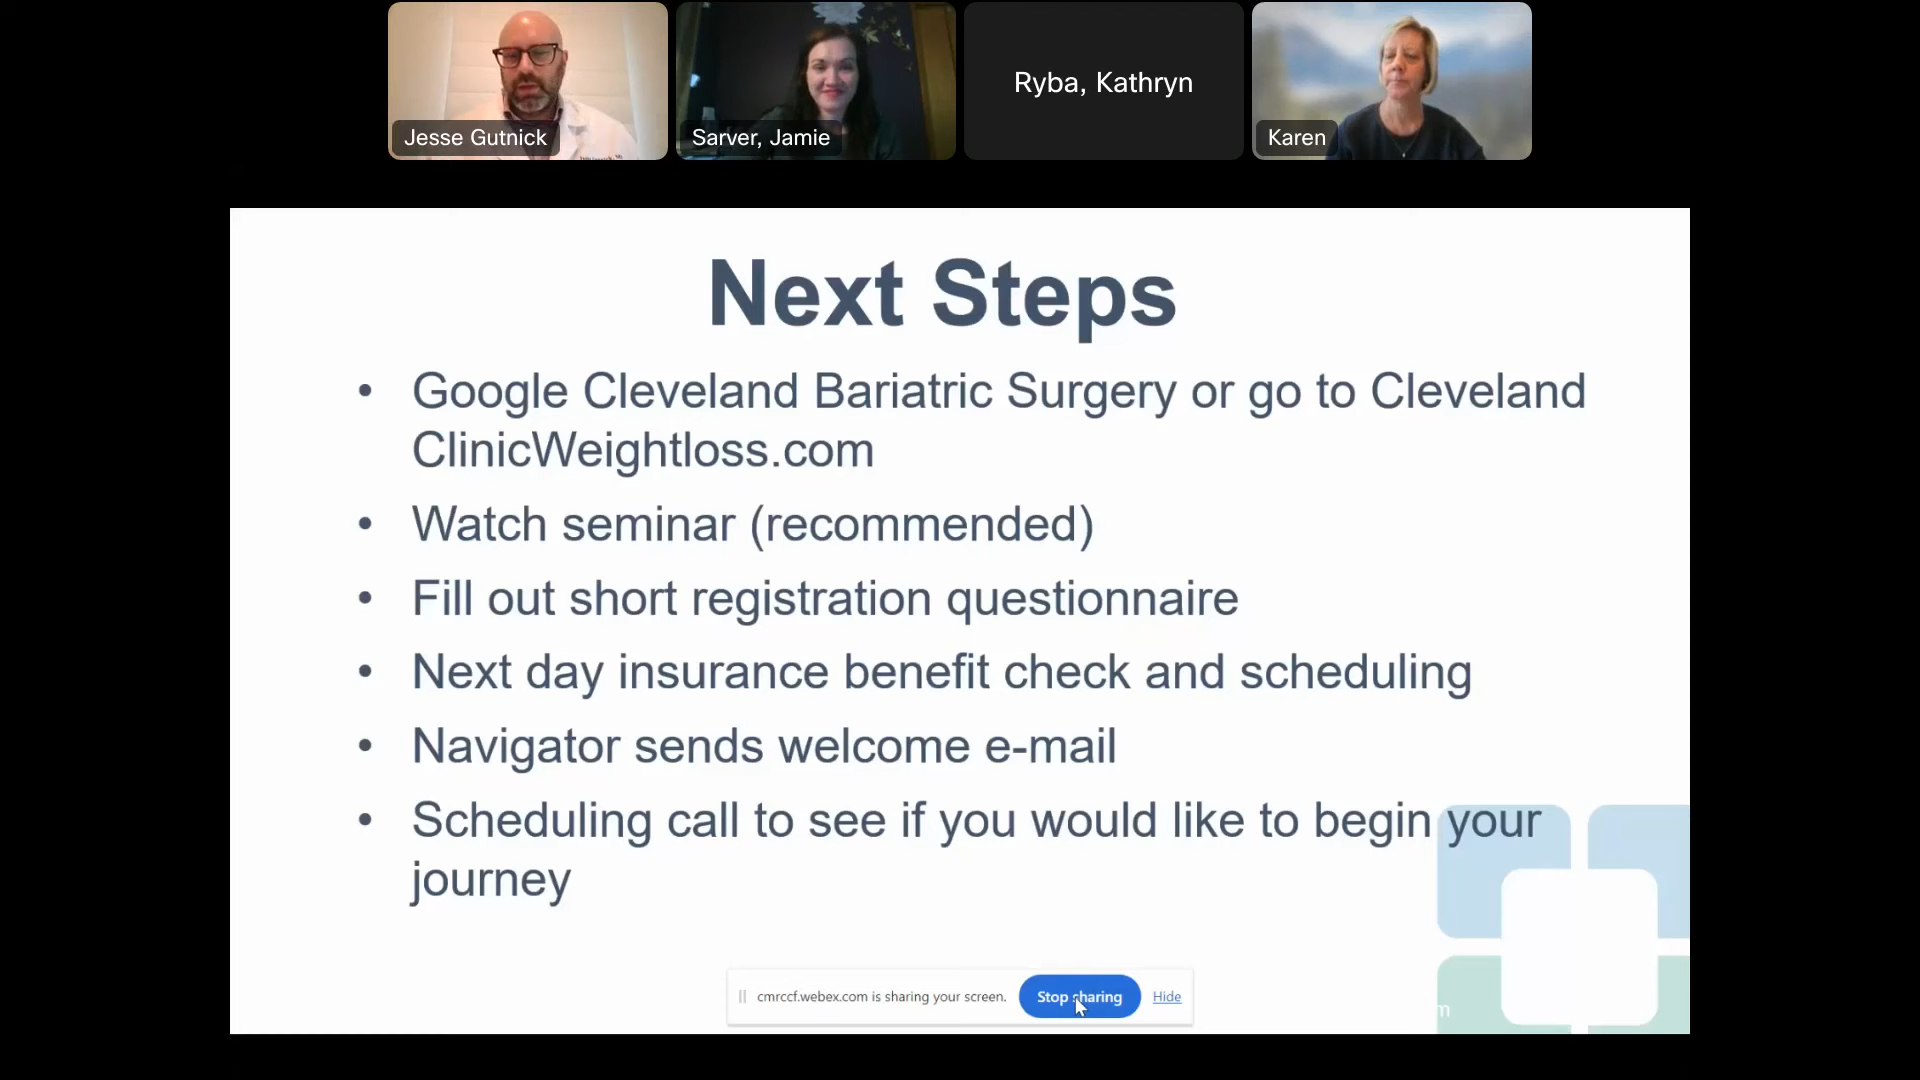 Jesse Gutnick
Sarver, Jamie
Ryba, Kathryn
Karen
Next Steps
• Google Cleveland Bariatric Surgery or go to Cleveland
ClinicWeightloss.com
• Watch seminar (recommended)
• Fill out short registration questionnaire
• Next day insurance benefit check and scheduling
• Navigator sends welcome e-mail
• Scheduling call to see if you would like to begin your
journey
cmrccf.webex.com is sharing your screen. Stop sharing Hide